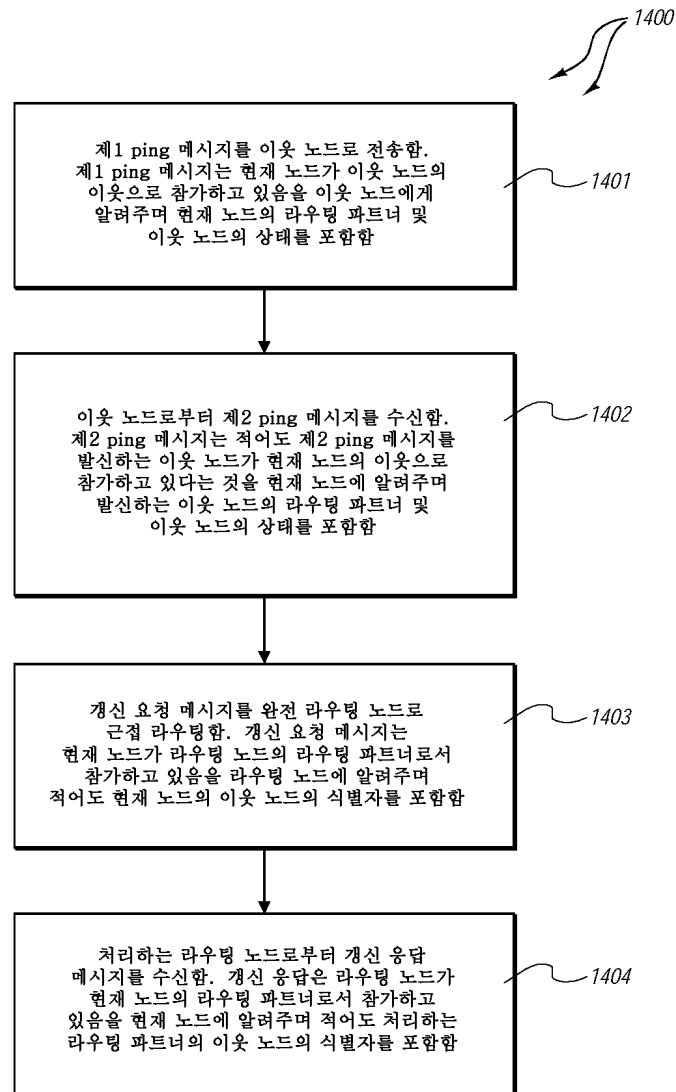 1400
제1 ping 메시지를 이웃 노드로 전송함.
제1 ping 메시지는 현재 노드가 이웃 노드의
이웃으로 참가하고 있음을 이웃 노드에게
알려주며 현재 노드의 라우팅 파트너 및
이웃 노드의 상태를 포함함
1401
이웃 노드로부터 제2 ping 메시지를 수신함.
제2 ping 메시지는 적어도 제2 ping 메시지를
발신하는 이웃 노드가 현재 노드의 이웃으로
참가하고 있다는 것을 현재 노드에 알려주며
발신하는 이웃 노드의 라우팅 파트너 및
이웃 노드의 상태를 포함함
1402
갱신 요청 메시지를 완전 라우팅 노드로
근접 라우팅함. 갱신 요청 메시지는
현재 노드가 라우팅 노드의 라우팅 파트너로서
참가하고 있음을 라우팅 노드에 알려주며
적어도 현재 노드의 이웃 노드의 식별자를 포함함
1403
처리하는 라우팅 노드로부터 갱신 응답
메시지를 수신함. 갱신 응답은 라우팅 노드가
현재 노드의 라우팅 파트너로서 참가하고
있음을 현재 노드에 알려주며 적어도 처리하는
라우팅 파트너의 이웃 노드의 식별자를 포함함
1404